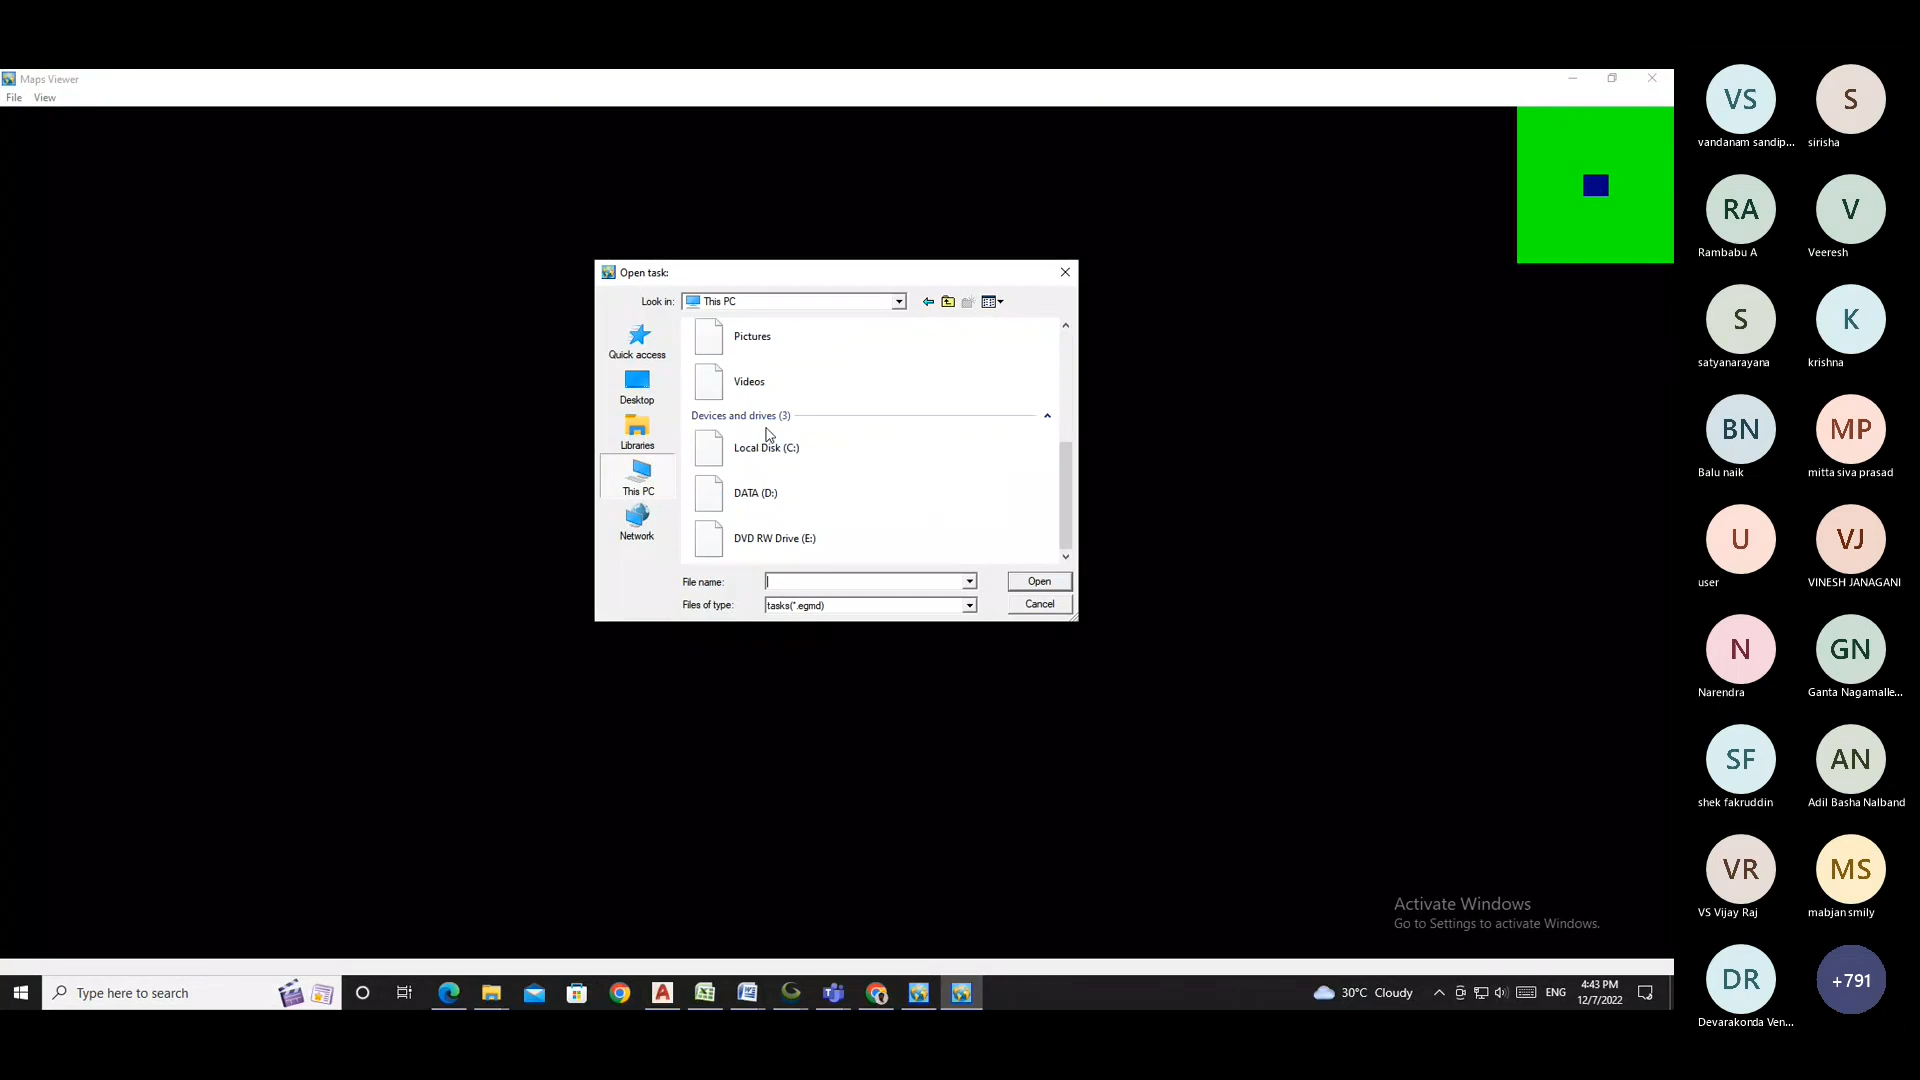 Maps Viewer
File View
Open task:
Look in: This PC
Pictures
Videos
Devices and drives (3)
Local Disk (C:)
DATA (D:)
DVD RW Drive (E:)
Quick access
Desktop
Libraries
This PC
Network
File name:
Open
Files of type: tasks(*.egmd)
Cancel
Activate Windows
Go to Settings to activate Windows.
Type here to search
30°C Cloudy
ENG
4:43 PM
12/7/2022
VS
vandanam sandip...
S
sirisha
RA
Rambabu A
V
Veeresh
S
satyanarayana
K
krishna
BN
Balu naik
MP
mitta siva prasad
U
user
VJ
VINESH JANAGANI
N
Narendra
GN
Ganta Nagamalle...
SF
shek fakruddin
AN
Adil Basha Nalband
VR
VS Vijay Raj
MS
mabjan smily
DR
Devarakonda Ven...
+791